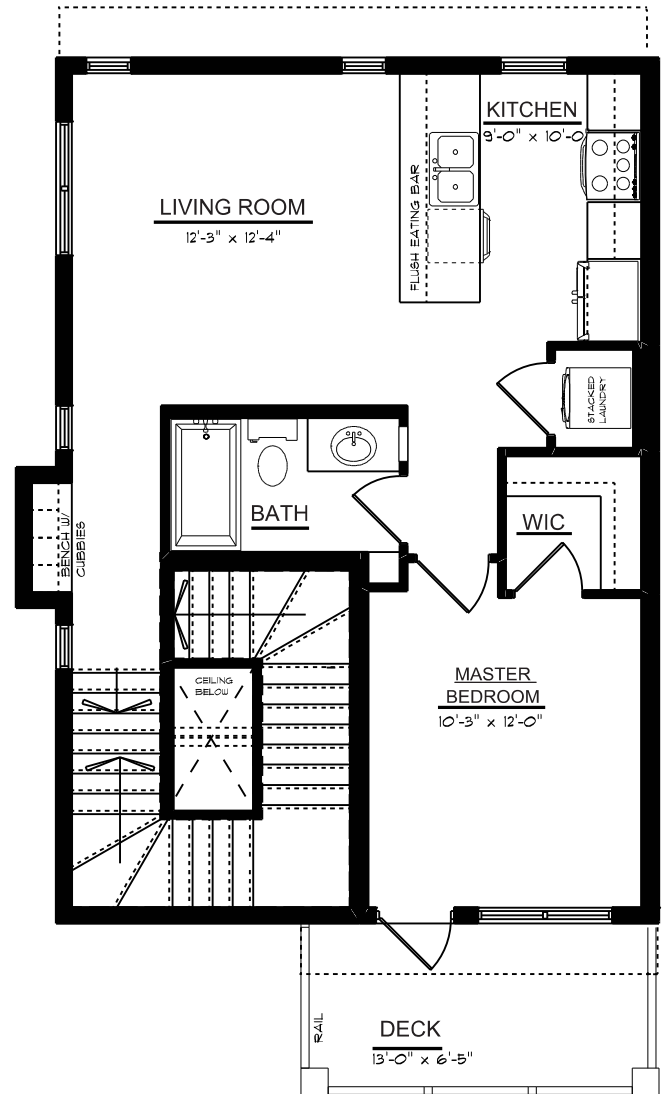 KITCHEN
9'-0" x 10'-0
FLUSH EATING BAR
LIVING ROOM
12'-3" x 12'-4"
STACKED
LAUNDRY
BATH
WIC
BENCH W/
CUBBIES
CEILING
BELOW
MASTER
BEDROOM
10'-3" x 12'-0"
RAIL
DECK
13'-0" x 6'-5"